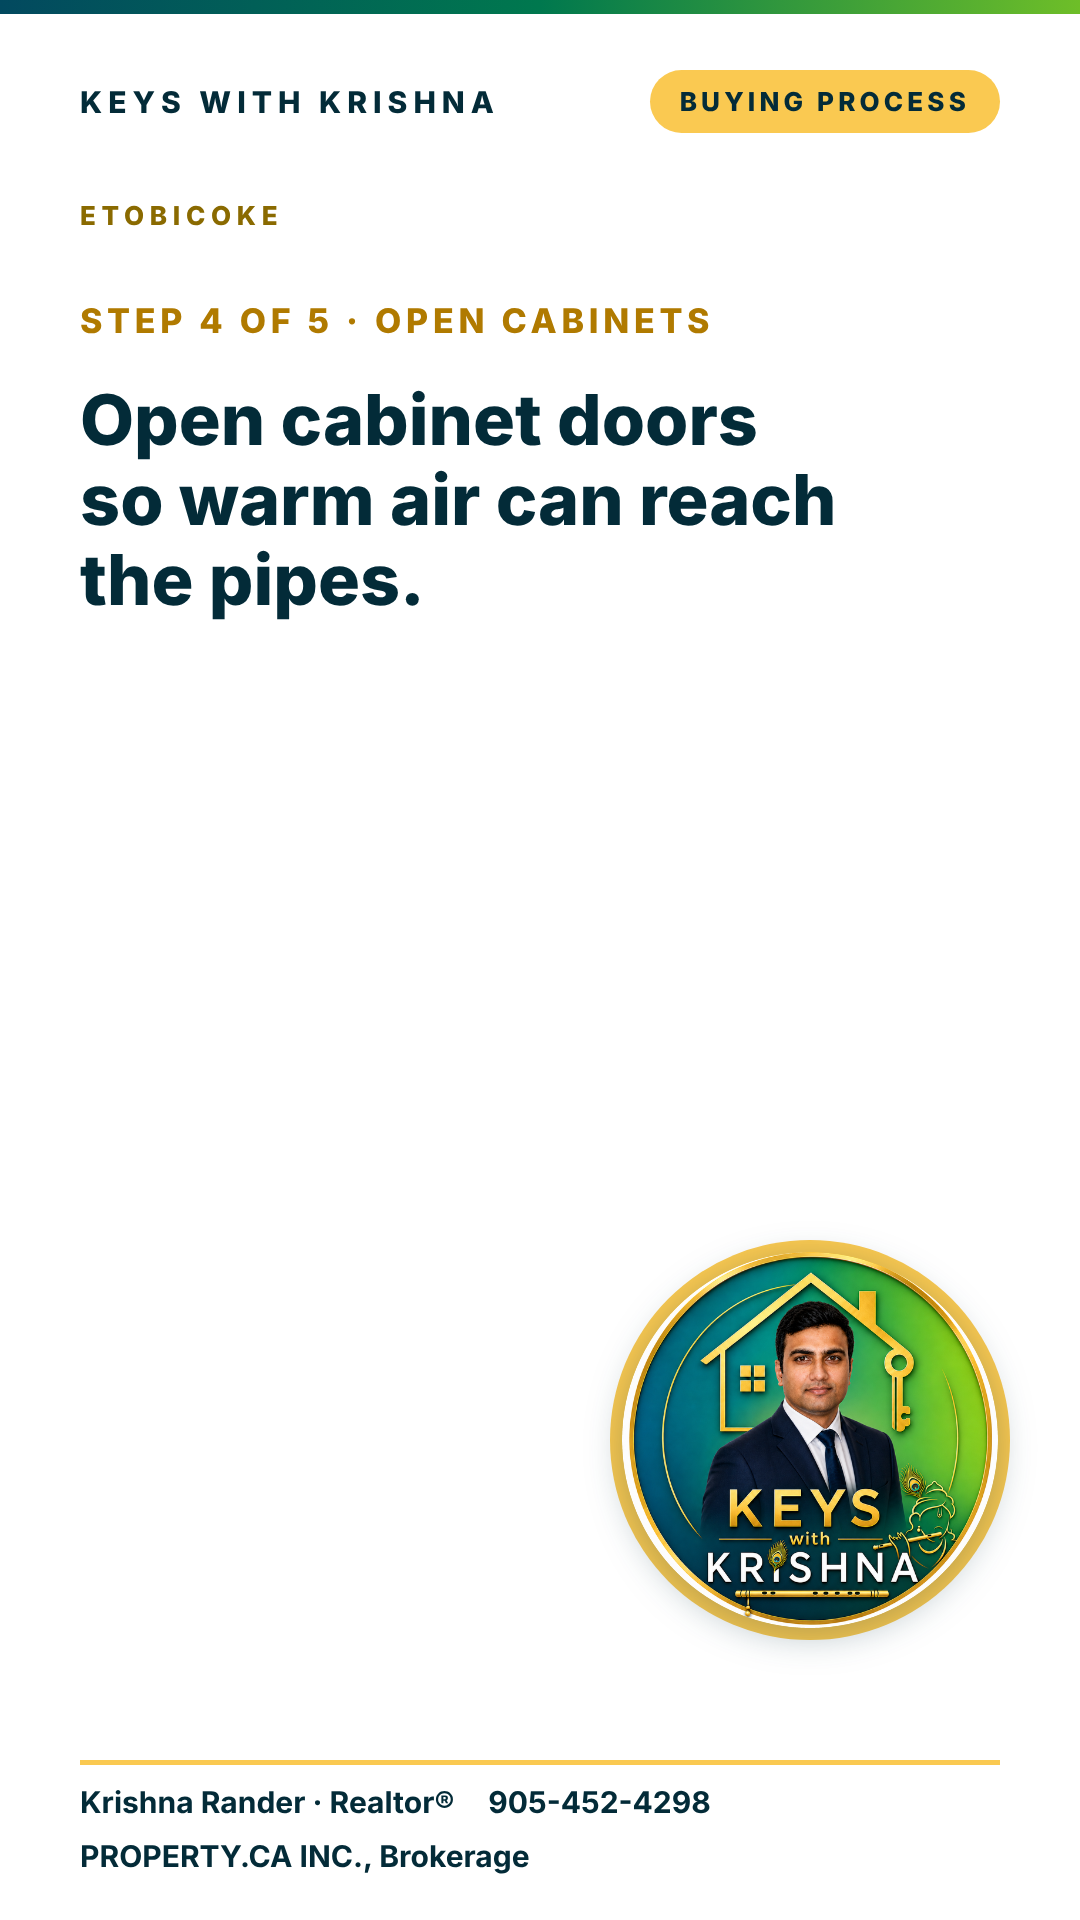 KEYS WITH KRISHNA
BUYING PROCESS
ETOBICOKE
STEP 4 OF 5 · OPEN CABINETS
Open cabinet doors
so warm air can reach
the pipes.
KEYS
with
KRISHNA
Krishna Rander · Realtor® 905-452-4298
PROPERTY.CA INC., Brokerage